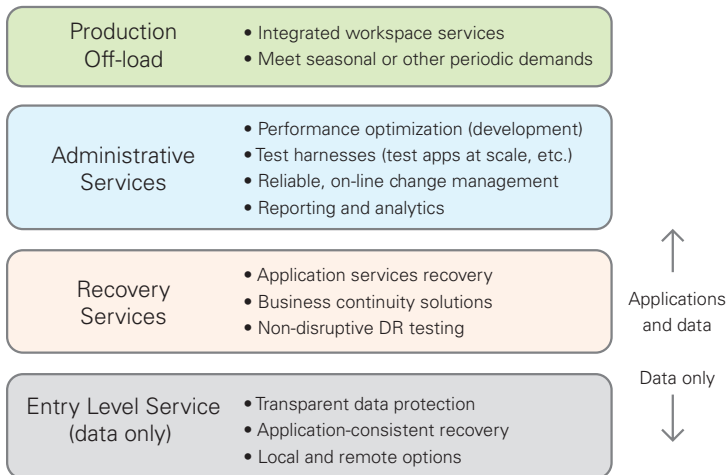 Production
Off-load
• Integrated workspace services
• Meet seasonal or other periodic demands
Administrative
Services
• Performance optimization (development)
• Test harnesses (test apps at scale, etc.)
• Reliable, on-line change management
• Reporting and analytics
Recovery
Services
• Application services recovery
• Business continuity solutions
• Non-disruptive DR testing
Applications
and data
Data only
Entry Level Service
(data only)
• Transparent data protection
• Application-consistent recovery
• Local and remote options